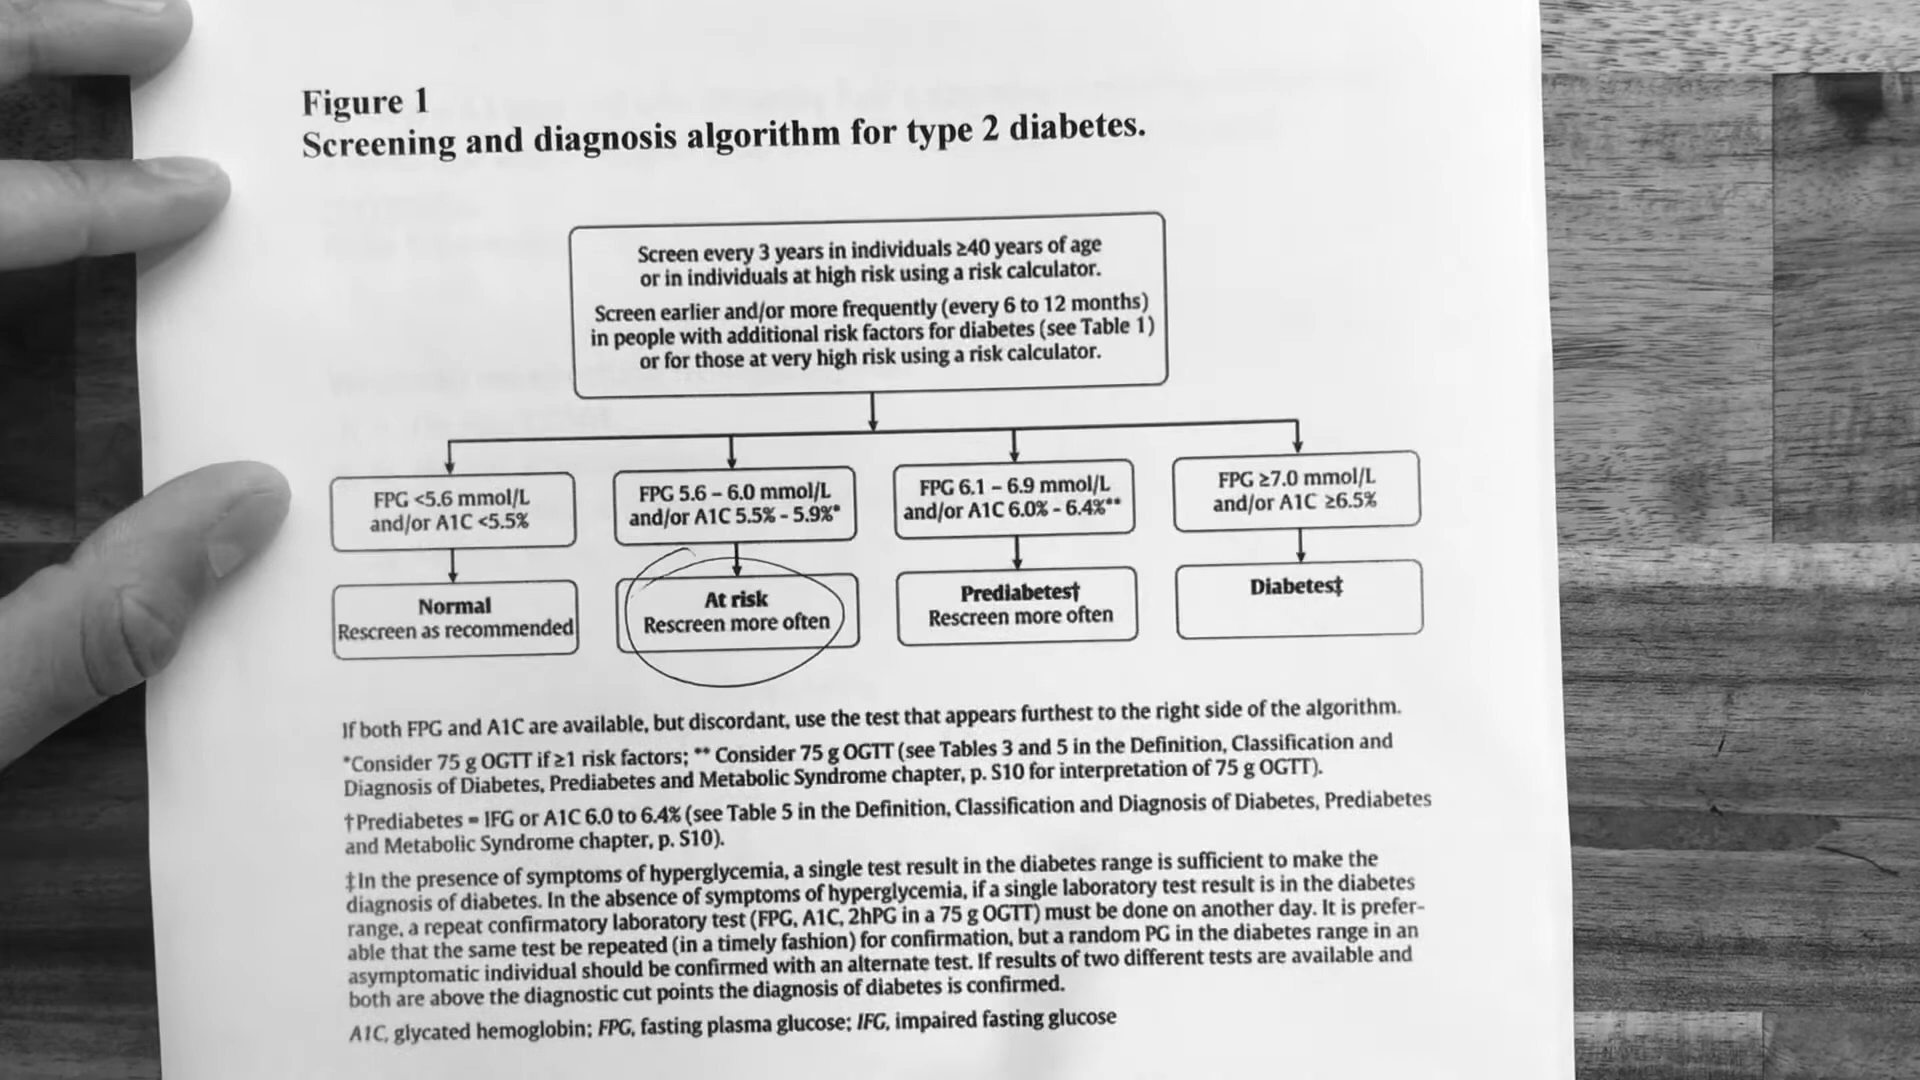 Figure 1
Screening and diagnosis algorithm for type 2 diabetes.
Screen every 3 years in individuals ≥40 years of age
or in individuals at high risk using a risk calculator.
Screen earlier and/or more frequently (every 6 to 12 months)
in people with additional risk factors for diabetes (see Table 1)
or for those at very high risk using a risk calculator.
FPG <5.6 mmol/L
and/or A1C <5.5%
FPG 5.6 – 6.0 mmol/L
and/or A1C 5.5% - 5.9%*
FPG 6.1 – 6.9 mmol/L
and/or A1C 6.0% - 6.4%**
FPG ≥7.0 mmol/L
and/or A1C ≥6.5%
Normal
Rescreen as recommended
At risk
Rescreen more often
Prediabetes†
Rescreen more often
Diabetes‡
If both FPG and A1C are available, but discordant, use the test that appears furthest to the right side of the algorithm.
*Consider 75 g OGTT if ≥1 risk factors; ** Consider 75 g OGTT (see Tables 3 and 5 in the Definition, Classification and
Diagnosis of Diabetes, Prediabetes and Metabolic Syndrome chapter, p. S10 for interpretation of 75 g OGTT).
†Prediabetes = IFG or A1C 6.0 to 6.4% (see Table 5 in the Definition, Classification and Diagnosis of Diabetes, Prediabetes
and Metabolic Syndrome chapter, p. S10).
‡In the presence of symptoms of hyperglycemia, a single test result in the diabetes range is sufficient to make the
diagnosis of diabetes. In the absence of symptoms of hyperglycemia, if a single laboratory test result is in the diabetes
range, a repeat confirmatory laboratory test (FPG, A1C, 2hPG in a 75 g OGTT) must be done on another day. It is prefer-
able that the same test be repeated (in a timely fashion) for confirmation, but a random PG in the diabetes range in an
asymptomatic individual should be confirmed with an alternate test. If results of two different tests are available and
both are above the diagnostic cut points the diagnosis of diabetes is confirmed.
A1C, glycated hemoglobin; FPG, fasting plasma glucose; IFG, impaired fasting glucose